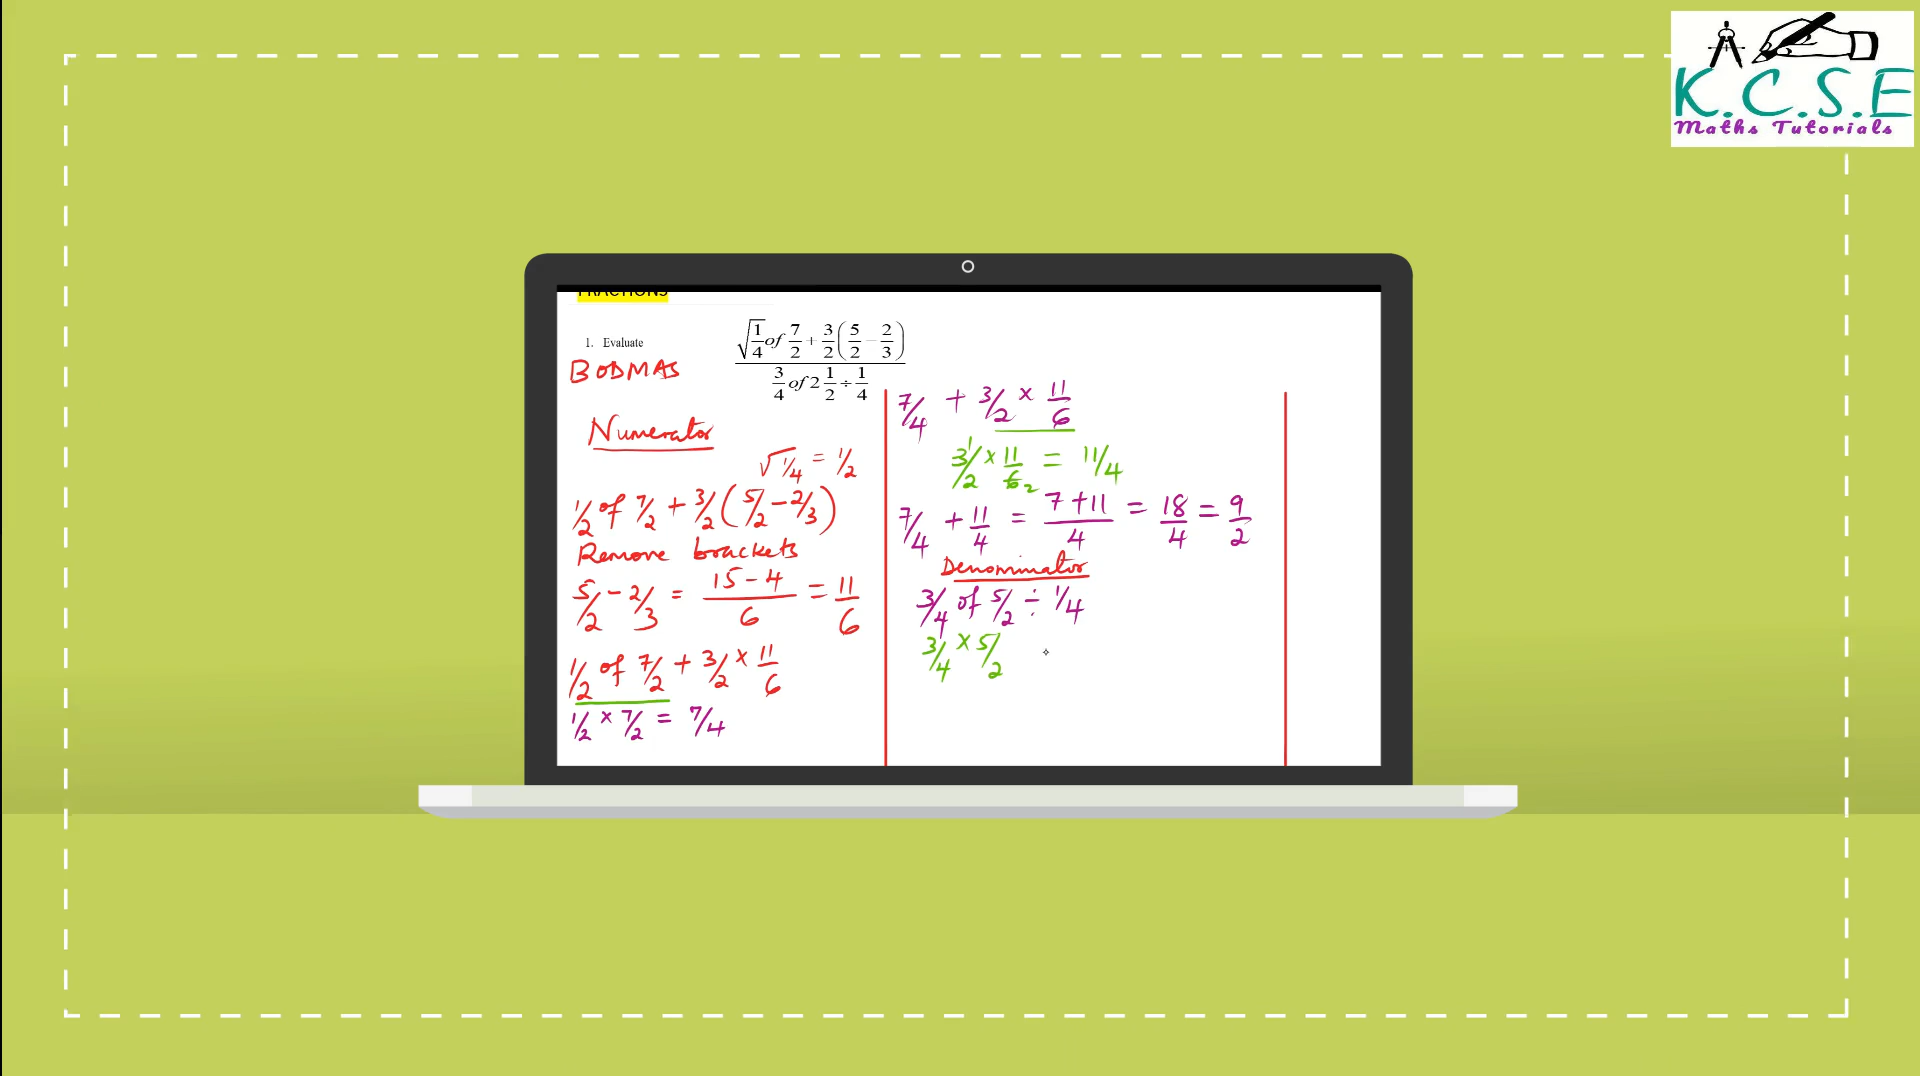 K.C.S.E
Maths Tutorials
FRACTIONS
1. Evaluate
√1/4 of 7/2 + 3/2 (5/2 − 2/3)
3/4 of 2 1/2 ÷ 1/4
BODMAS
Numerator
√1/4 = 1/2
1/2 of 7/2 + 3/2 (5/2 − 2/3)
Remove brackets
5/2 − 2/3 = 15 − 4/6 = 11/6
1/2 of 7/2 + 3/2 × 11/6
1/2 × 7/2 = 7/4
7/4 + 3/2 × 11/6
3 1/2 × 11/6 2 = 11/4
7/4 + 11/4 = 7 + 11/4 = 18/4 = 9/2
Denominator
3/4 of 5/2 ÷ 1/4
3/4 × 5/2